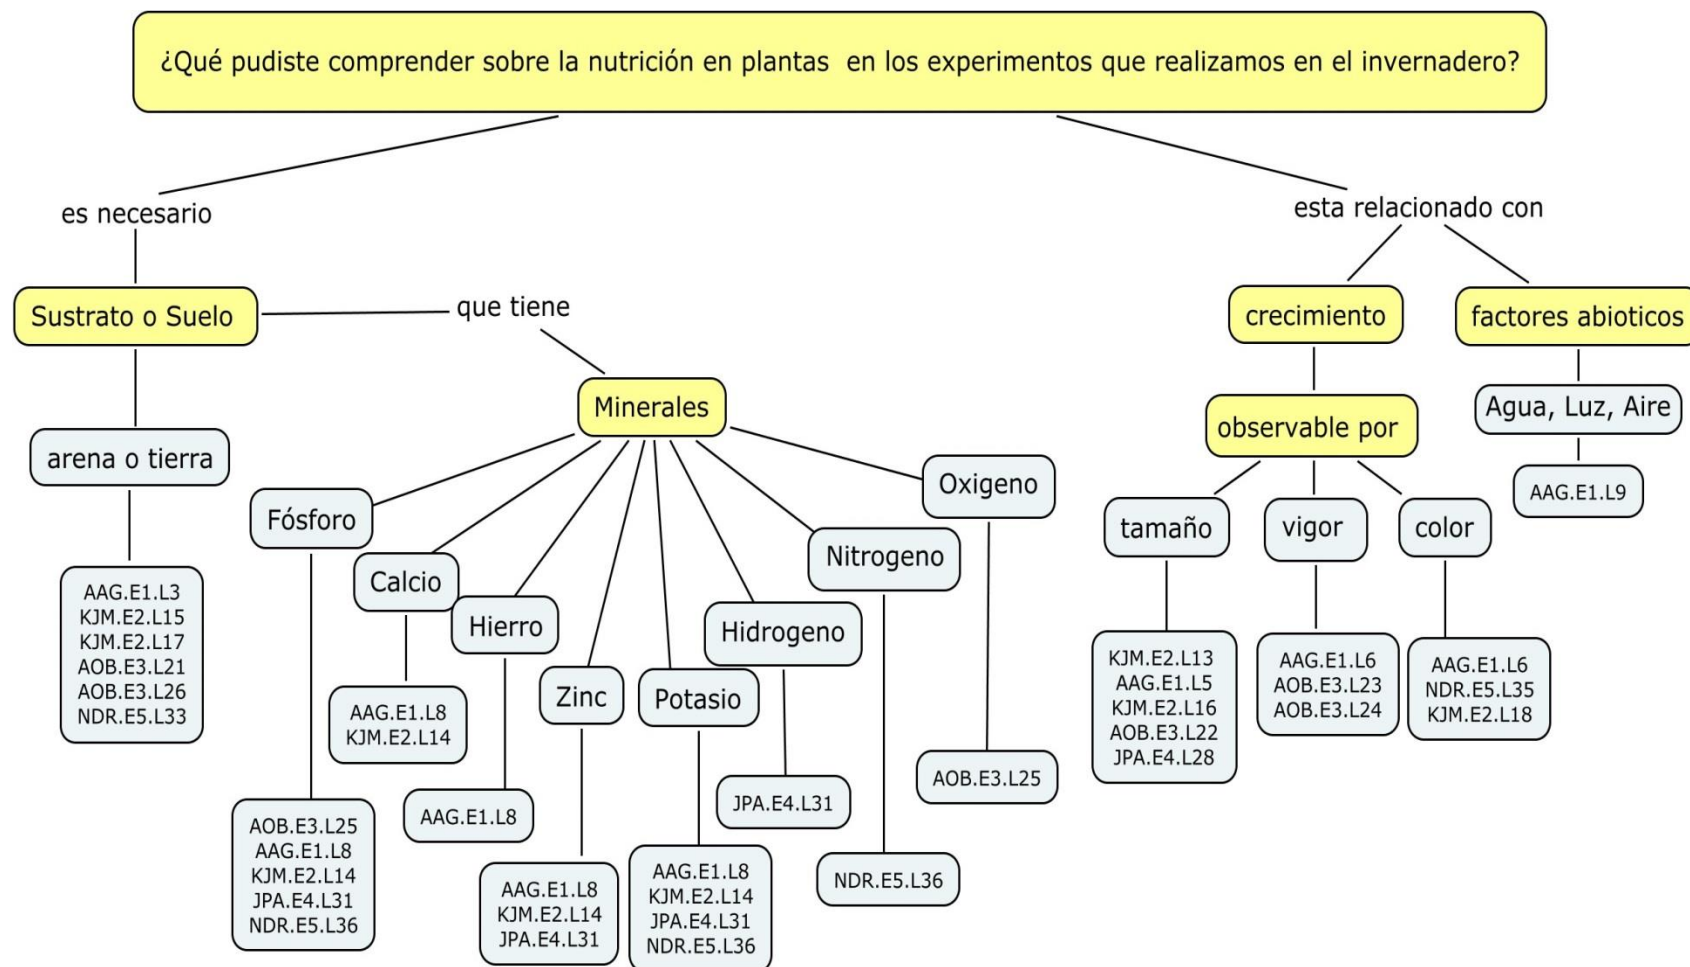 ¿Qué pudiste comprender sobre la nutrición en plantas en los experimentos que realizamos en el invernadero?
es necesario
esta relacionado con
Sustrato o Suelo
que tiene
crecimiento
factores abioticos
Minerales
Agua, Luz, Aire
observable por
arena o tierra
AAG.E1.L9
Oxigeno
Fósforo
tamaño
vigor
color
Nitrogeno
Calcio
Hierro
Hidrogeno
Zinc
Potasio
AAG.E1.L3
KJM.E2.L15
KJM.E2.L17
AOB.E3.L21
AOB.E3.L26
NDR.E5.L33
AOB.E3.L25
AAG.E1.L8
KJM.E2.L14
JPA.E4.L31
NDR.E5.L36
AAG.E1.L8
KJM.E2.L14
AAG.E1.L8
AAG.E1.L8
KJM.E2.L14
JPA.E4.L31
AAG.E1.L8
KJM.E2.L14
JPA.E4.L31
NDR.E5.L36
JPA.E4.L31
NDR.E5.L36
AOB.E3.L25
KJM.E2.L13
AAG.E1.L5
KJM.E2.L16
AOB.E3.L22
JPA.E4.L28
AAG.E1.L6
AOB.E3.L23
AOB.E3.L24
AAG.E1.L6
NDR.E5.L35
KJM.E2.L18